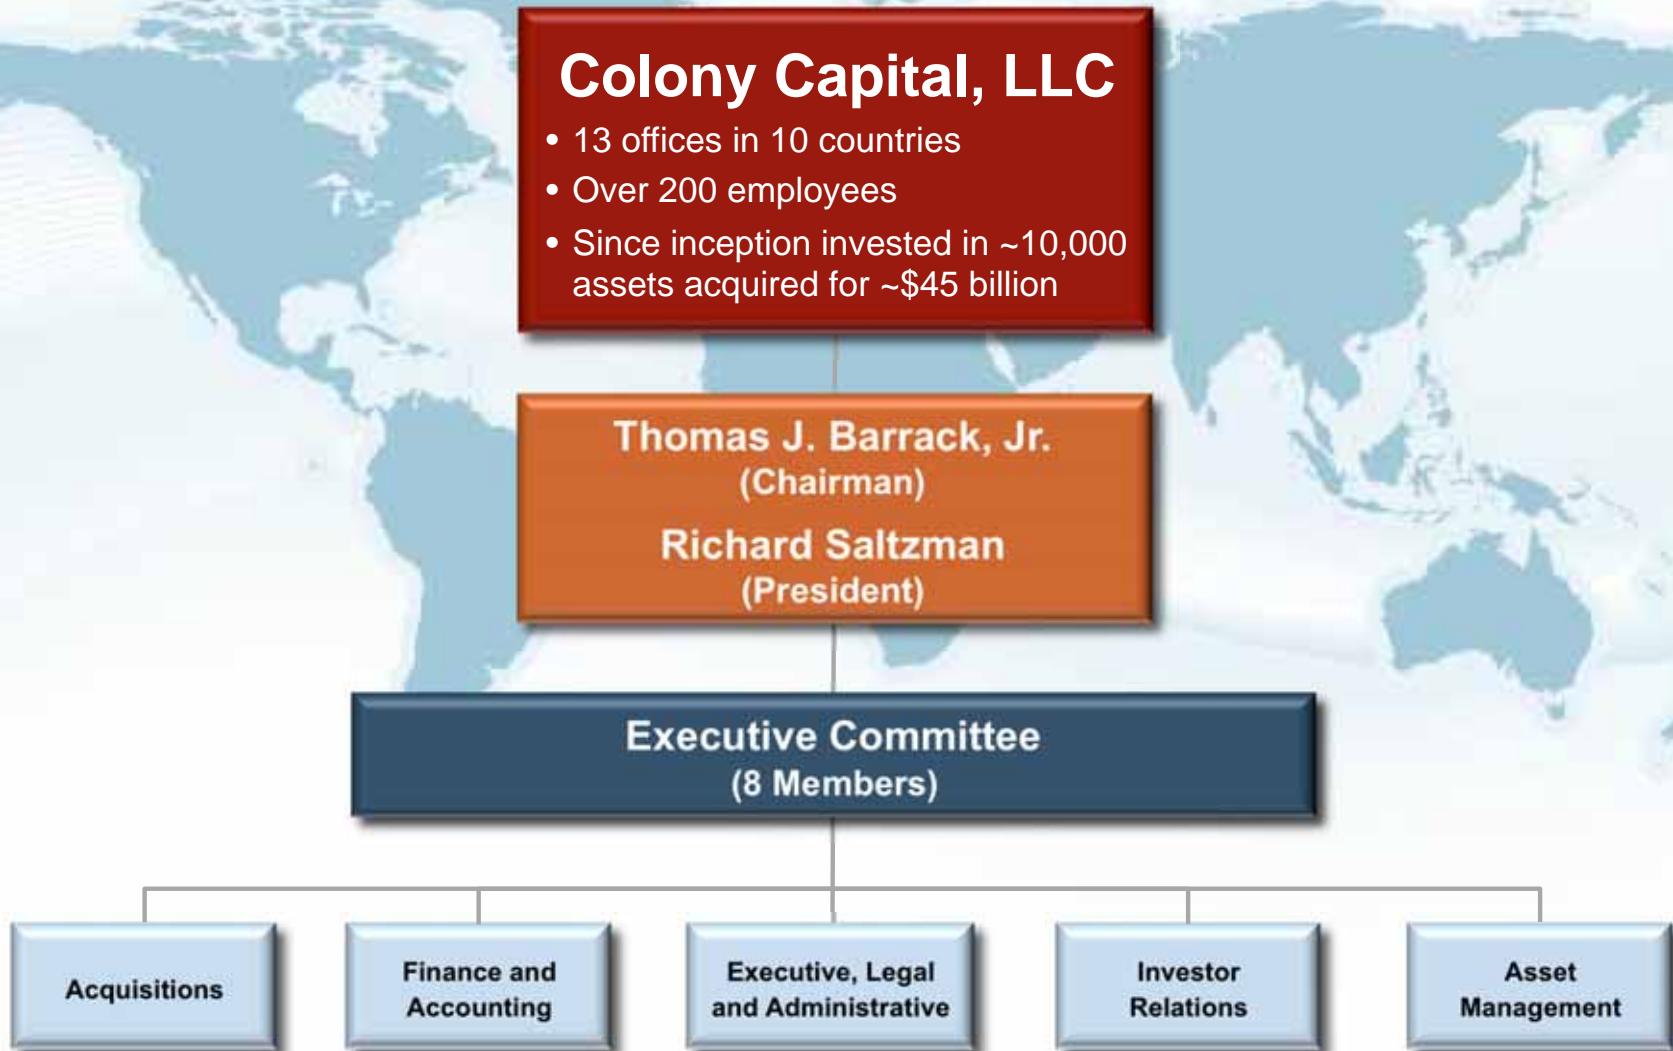 Colony Capital, LLC
• 13 offices in 10 countries
• Over 200 employees
• Since inception invested in ~10,000
assets acquired for ~$45 billion
Thomas J. Barrack, Jr.
(Chairman)
Richard Saltzman
(President)
Executive Committee
(8 Members)
Acquisitions
Finance and
Accounting
Executive, Legal
and Administrative
Investor
Relations
Asset
Management